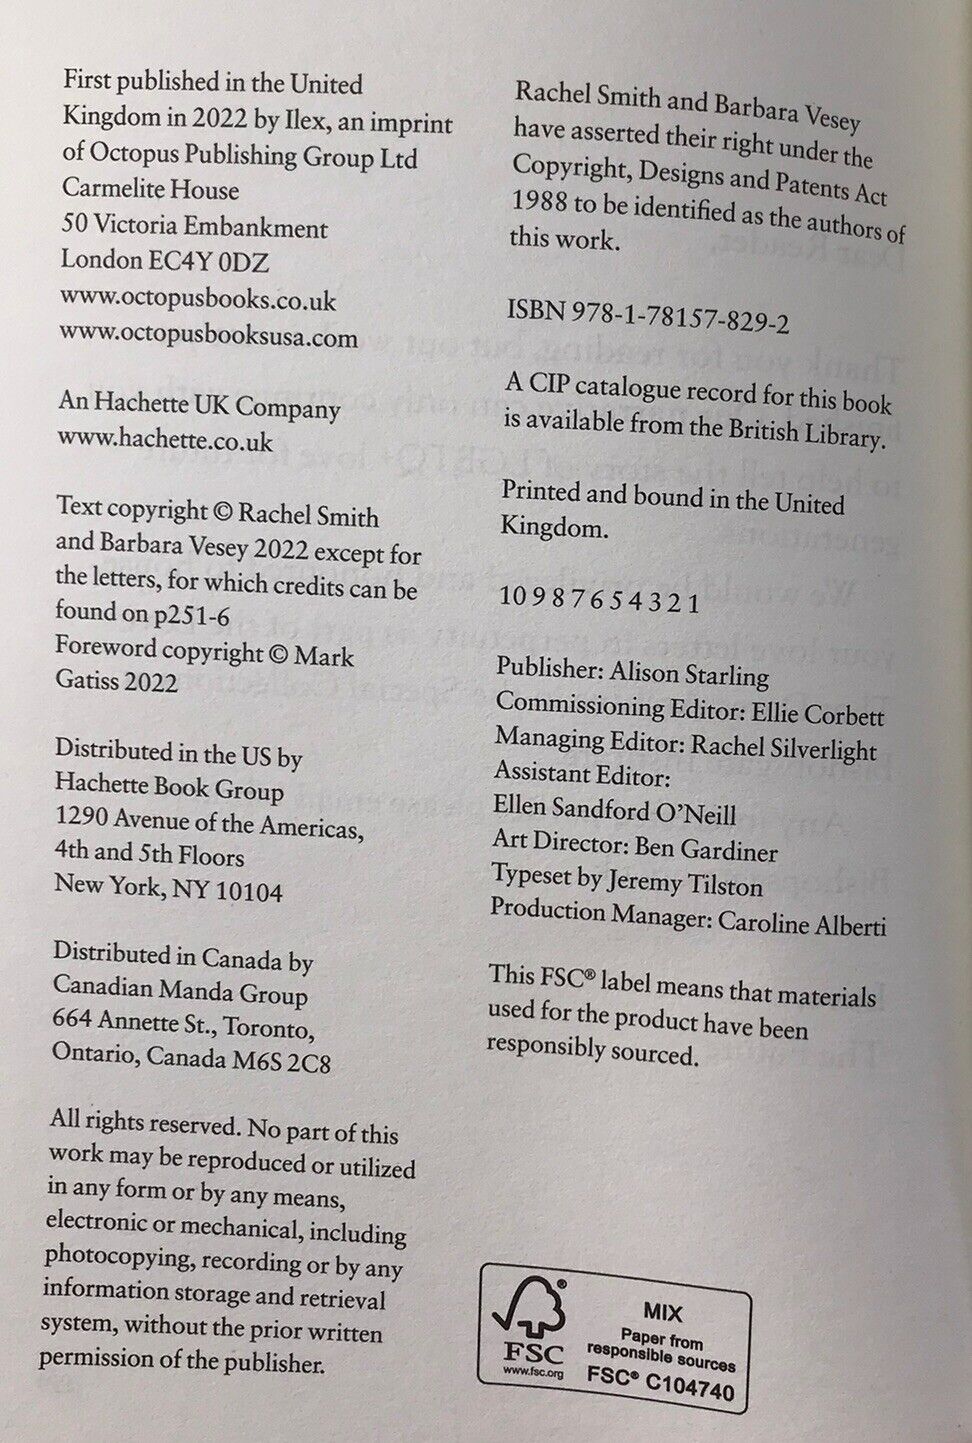 First published in the United
Kingdom in 2022 by Ilex, an imprint
of Octopus Publishing Group Ltd
Carmelite House
50 Victoria Embankment
London EC4Y 0DZ
www.octopusbooks.co.uk
www.octopusbooksusa.com
An Hachette UK Company
www.hachette.co.uk
Text copyright © Rachel Smith
and Barbara Vesey 2022 except for
the letters, for which credits can be
found on p251-6
Foreword copyright © Mark
Gatiss 2022
Distributed in the US by
Hachette Book Group
1290 Avenue of the Americas,
4th and 5th Floors
New York, NY 10104
Distributed in Canada by
Canadian Manda Group
664 Annette St., Toronto,
Ontario, Canada M6S 2C8
All rights reserved. No part of this
work may be reproduced or utilized
in any form or by any means,
electronic or mechanical, including
photocopying, recording or by any
information storage and retrieval
system, without the prior written
permission of the publisher.
Rachel Smith and Barbara Vesey
have asserted their right under the
Copyright, Designs and Patents Act
1988 to be identified as the authors of
this work.
ISBN 978-1-78157-829-2
A CIP catalogue record for this book
is available from the British Library.
Printed and bound in the United
Kingdom.
10 9 8 7 6 5 4 3 2 1
Publisher: Alison Starling
Commissioning Editor: Ellie Corbett
Managing Editor: Rachel Silverlight
Assistant Editor:
Ellen Sandford O'Neill
Art Director: Ben Gardiner
Typeset by Jeremy Tilston
Production Manager: Caroline Alberti
This FSC® label means that materials
used for the product have been
responsibly sourced.
®
FSC
www.fsc.org
MIX
Paper from
responsible sources
FSC® C104740